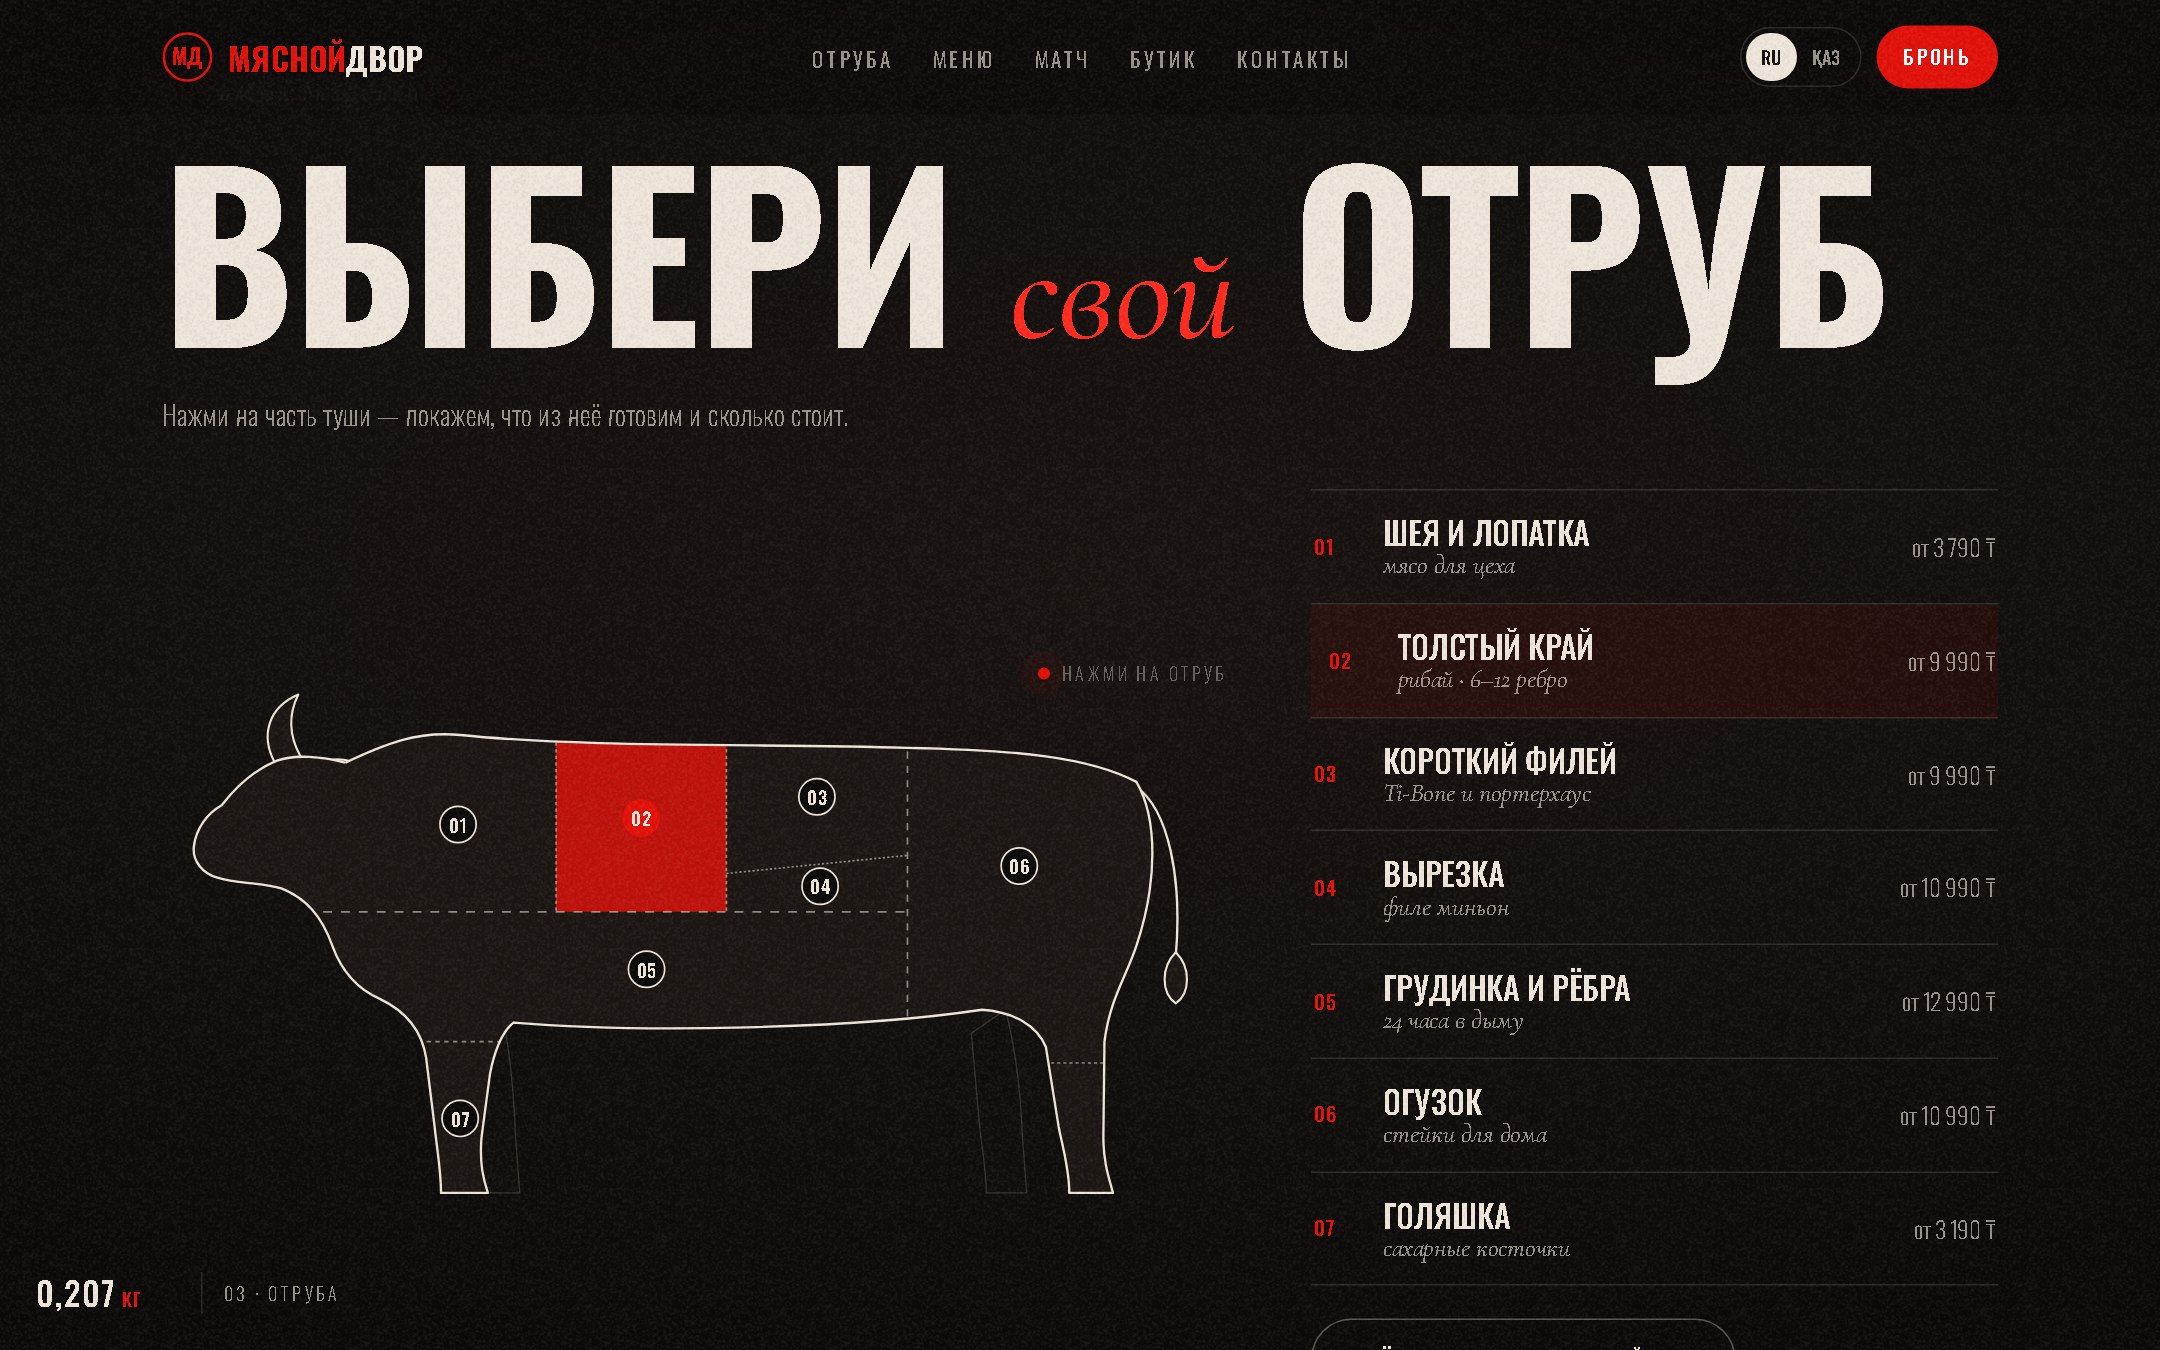 МД МЯСНОЙДВОР
ОТРУБА МЕНЮ МАТЧ БУТИК КОНТАКТЫ
RU ҚАЗ
БРОНЬ
ВЫБЕРИ свой ОТРУБ
Нажми на часть туши — покажем, что из неё готовим и сколько стоит.
НАЖМИ НА ОТРУБ
01
02
03
04
05
06
07
01 ШЕЯ И ЛОПАТКА от 3 790 ₸
мясо для цеха
02 ТОЛСТЫЙ КРАЙ от 9 990 ₸
рибай · 6–12 ребро
03 КОРОТКИЙ ФИЛЕЙ от 9 990 ₸
Ti-Bone и портерхаус
04 ВЫРЕЗКА от 10 990 ₸
филе миньон
05 ГРУДИНКА И РЁБРА от 12 990 ₸
24 часа в дыму
06 ОГУЗОК от 10 990 ₸
стейки для дома
07 ГОЛЯШКА от 3 190 ₸
сахарные косточки
0,207 кг
03 · ОТРУБА